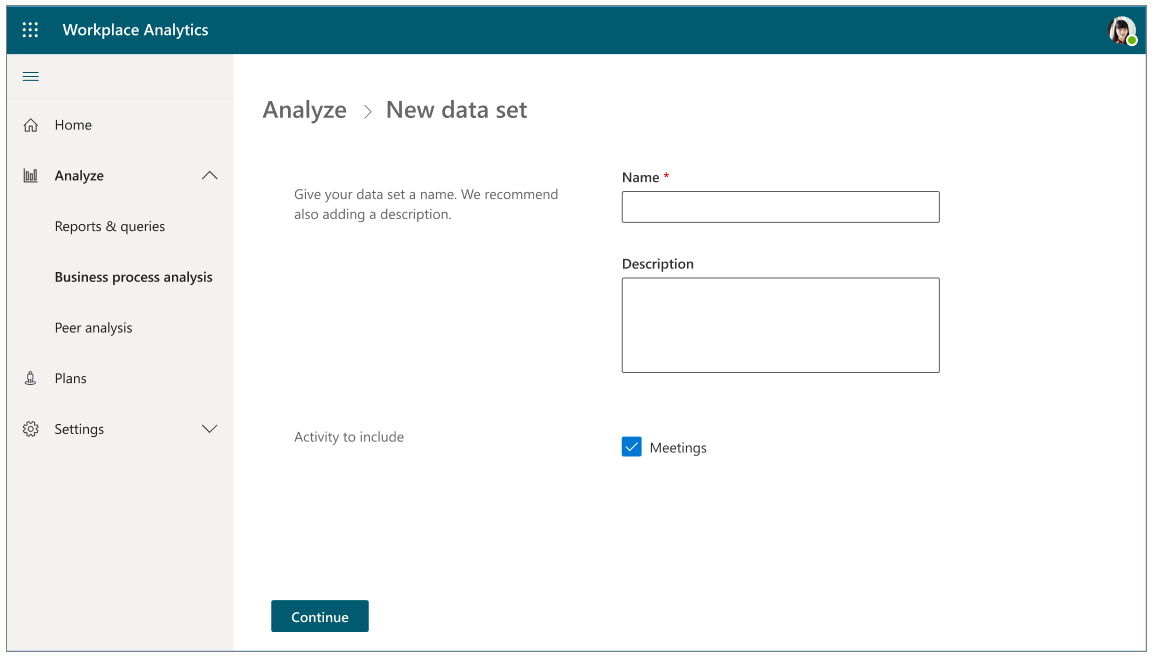 Workplace Analytics
Home
Analyze
Reports & queries
Business process analysis
Peer analysis
Plans
Settings
Analyze > New data set
Give your data set a name. We recommend
also adding a description.
Name *
Description
Activity to include
Meetings
Continue